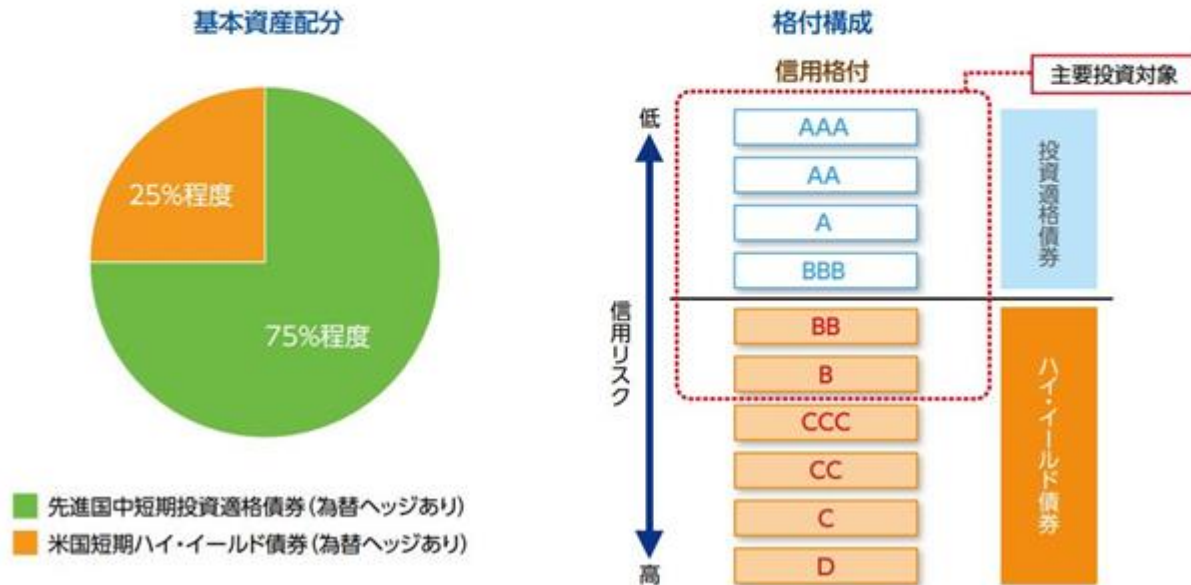 基本資産配分
25%程度
75%程度
先進国中短期投資適格債券(為替ヘッジあり)
米国短期ハイ・イールド債券(為替ヘッジあり)
格付構成
信用格付
主要投資対象
低
信用リスク
高
AAA
AA
A
BBB
BB
B
CCC
CC
C
D
投資適格債券
ハイ・イールド債券